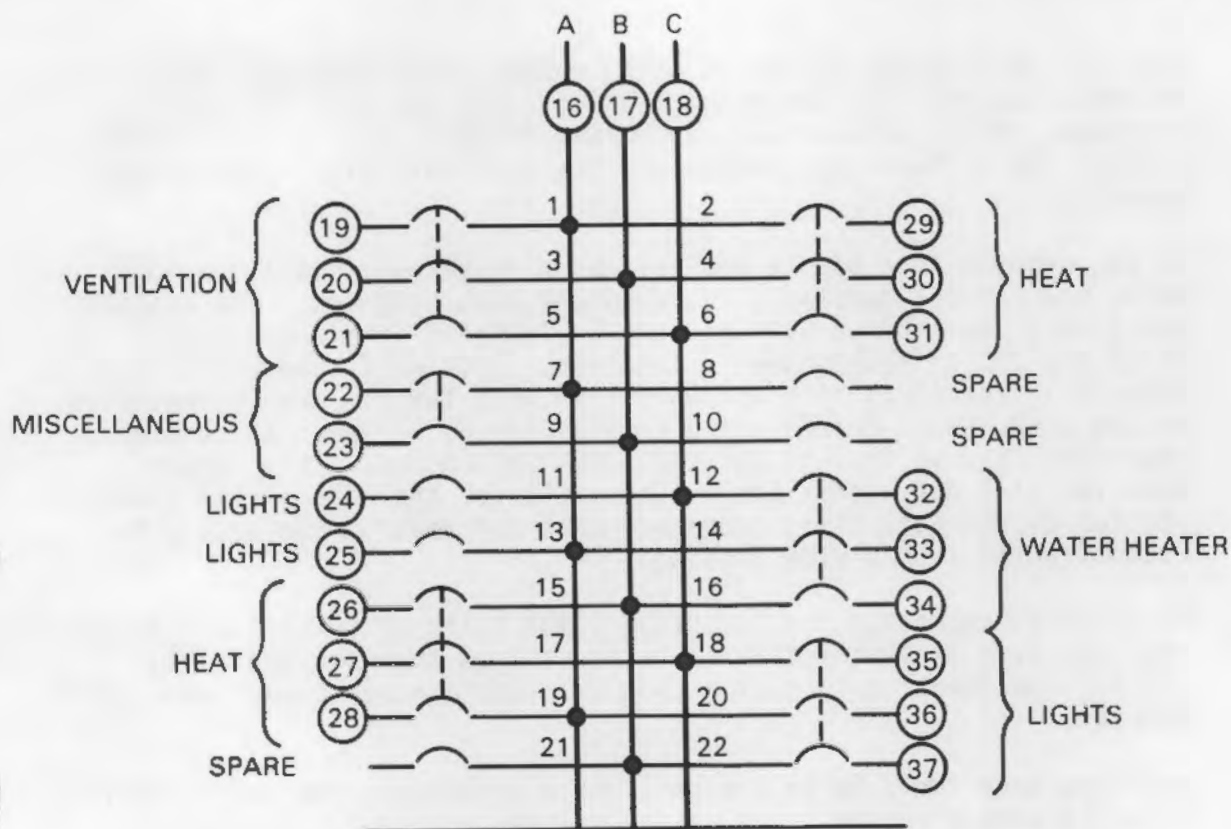 A B C
16 17 18
19 1 2 29
20 3 4 30 HEAT
VENTILATION
21 5 6 31
22 7 8 SPARE
MISCELLANEOUS
23 9 10 SPARE
LIGHTS 24 11 12 32
LIGHTS 25 13 14 33 WATER HEATER
26 15 16 34
HEAT 27 17 18 35
28 19 20 36 LIGHTS
SPARE 21 22 37